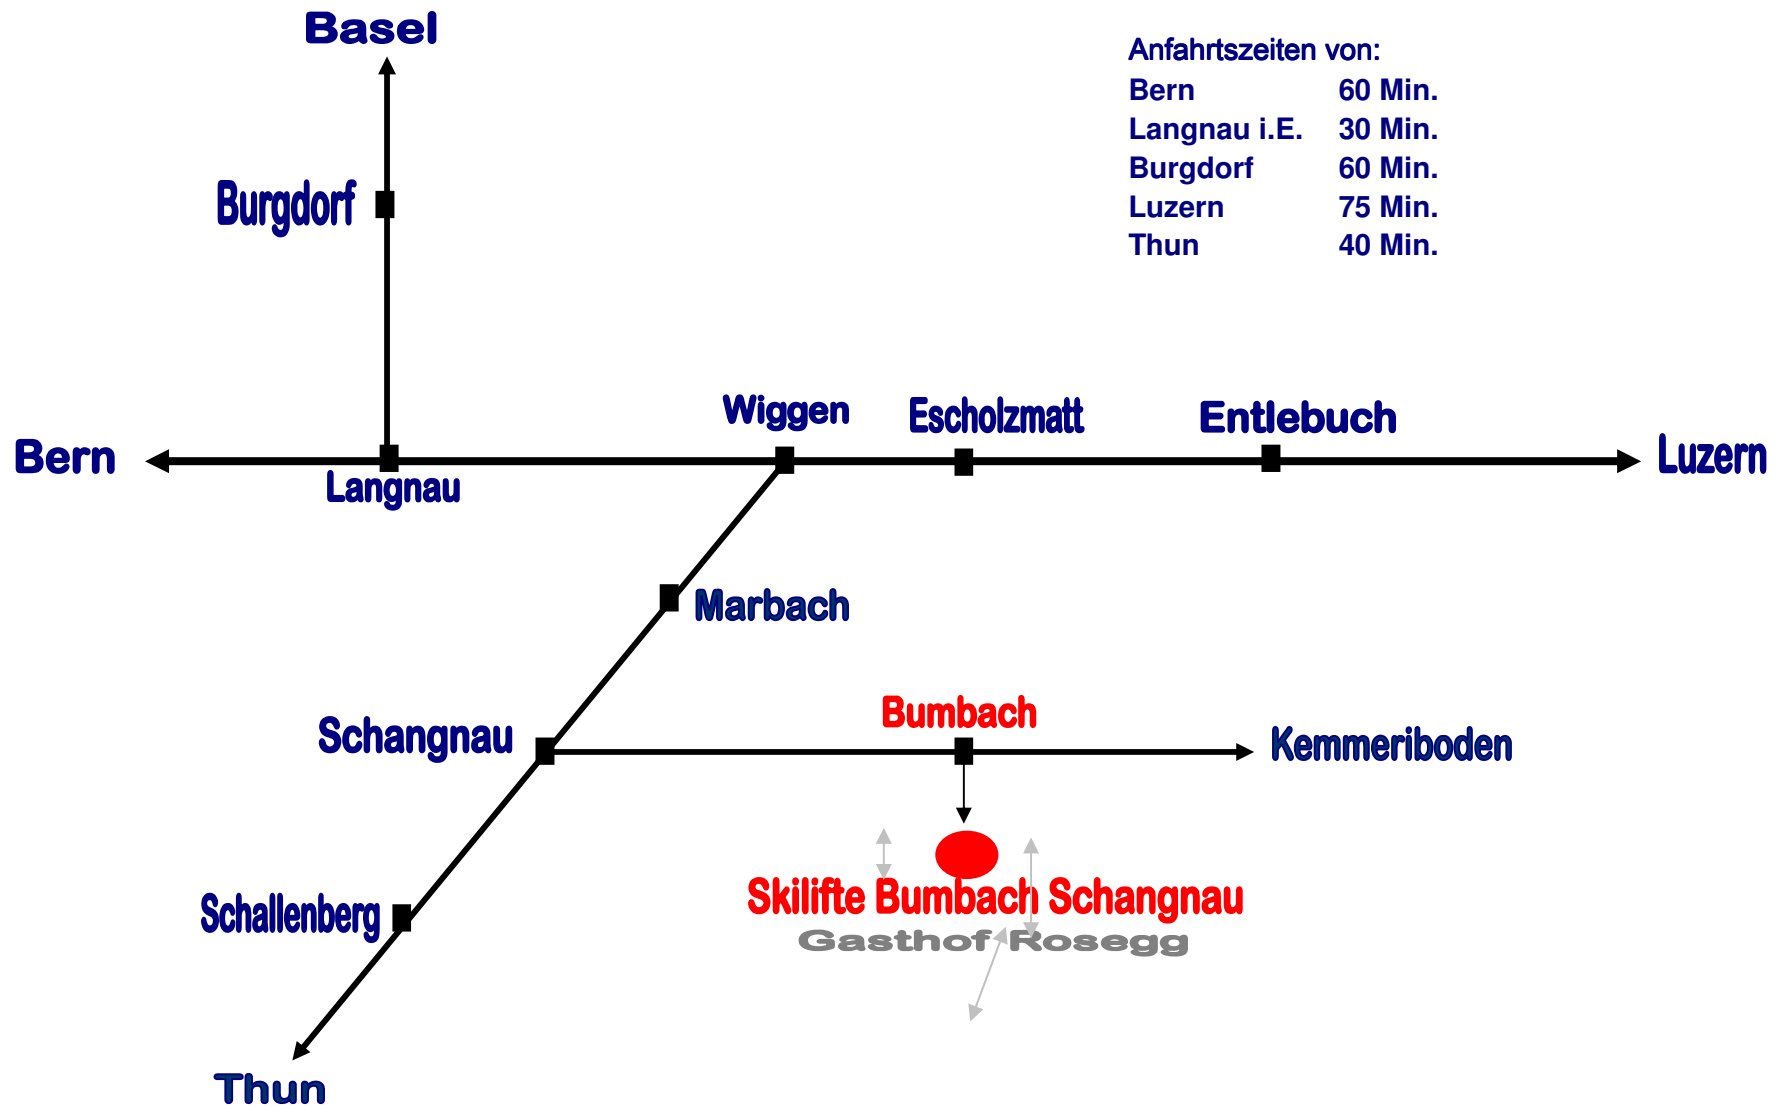 Basel
Anfahrtszeiten von:
Bern 60 Min.
Langnau i.E. 30 Min.
Burgdorf 60 Min.
Luzern 75 Min.
Thun 40 Min.
Burgdorf
Wiggen
Escholzmatt
Entlebuch
Bern
Luzern
Langnau
Marbach
Bumbach
Schangnau
Kemmeriboden
Skilifte Bumbach Schangnau
Schallenberg
Gasthof Rosegg
Thun